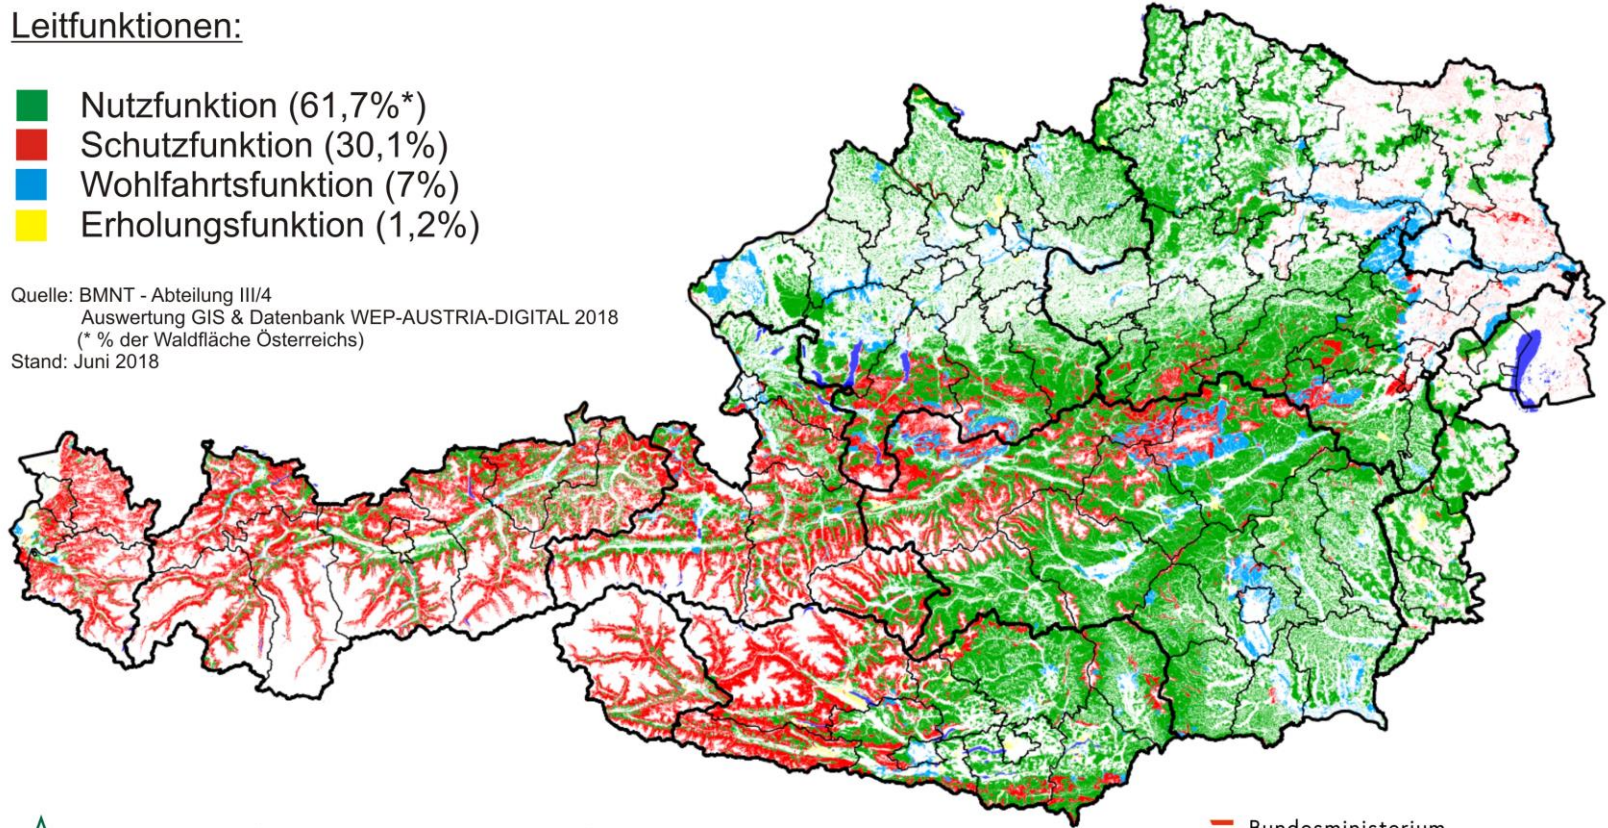 Leitfunktionen:
Nutzfunktion (61,7%*)
Schutzfunktion (30,1%)
Wohlfahrtsfunktion (7%)
Erholungsfunktion (1,2%)
Quelle: BMNT - Abteilung III/4
Auswertung GIS & Datenbank WEP-AUSTRIA-DIGITAL 2018
(* % der Waldfläche Österreichs)
Stand: Juni 2018
Bundesministerium